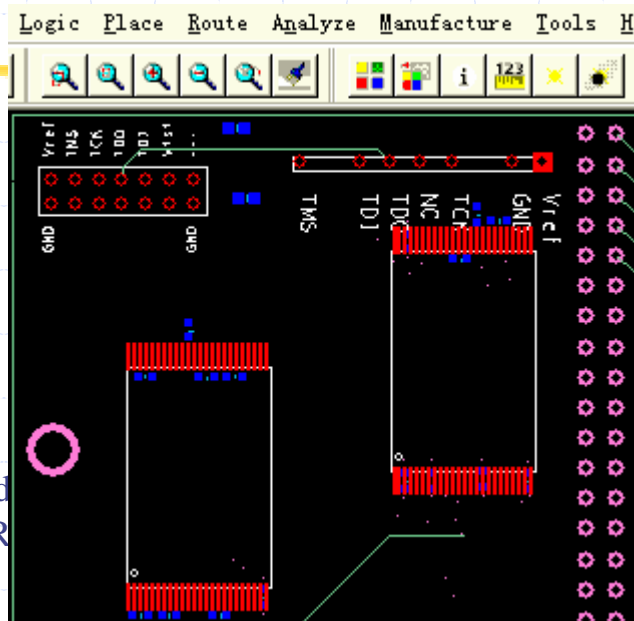 Logic Place Route Analyze Manufacture Tools H
i 123
Vref TMS TCK TDO TDI
GND GND
TMS TDI TDO NC TCK GND Vref
d
R